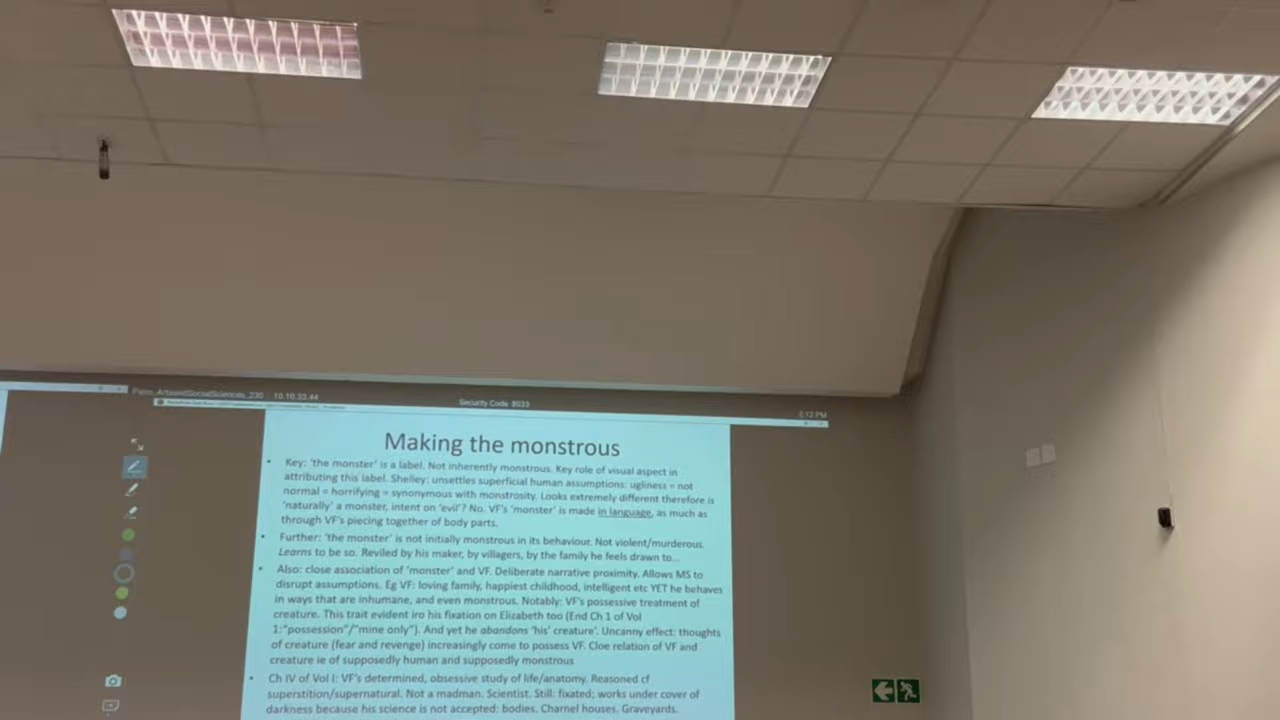 10.10.33.44
Security Code 8033
Making the monstrous
• Key: 'the monster' is a label. Not inherently monstrous. Key role of visual aspect in
attributing this label. Shelley: unsettles superficial human assumptions: ugliness = not
normal = horrifying = synonymous with monstrosity. Looks extremely different therefore is
'naturally' a monster, intent on 'evil'? No. VF's 'monster' is made in language, as much as
through VF's piecing together of body parts.
• Further: 'the monster' is not initially monstrous in its behaviour. Not violent/murderous.
Learns to be so. Reviled by his maker, by villagers, by the family he feels drawn to...
• Also: close association of 'monster' and VF. Deliberate narrative proximity. Allows MS to
disrupt assumptions. Eg VF: loving family, happiest childhood, intelligent etc YET he behaves
in ways that are inhumane, and even monstrous. Notably: VF's possessive treatment of
creature. This trait evident iro his fixation on Elizabeth too (End Ch 1 of Vol
1:"possession"/"mine only"). And yet he abandons 'his' creature'. Uncanny effect: thoughts
of creature (fear and revenge) increasingly come to possess VF. Cloe relation of VF and
creature ie of supposedly human and supposedly monstrous
• Ch IV of Vol I: VF's determined, obsessive study of life/anatomy. Reasoned cf
superstition/supernatural. Not a madman. Scientist. Still: fixated; works under cover of
darkness because his science is not accepted: bodies. Charnel houses. Graveyards.